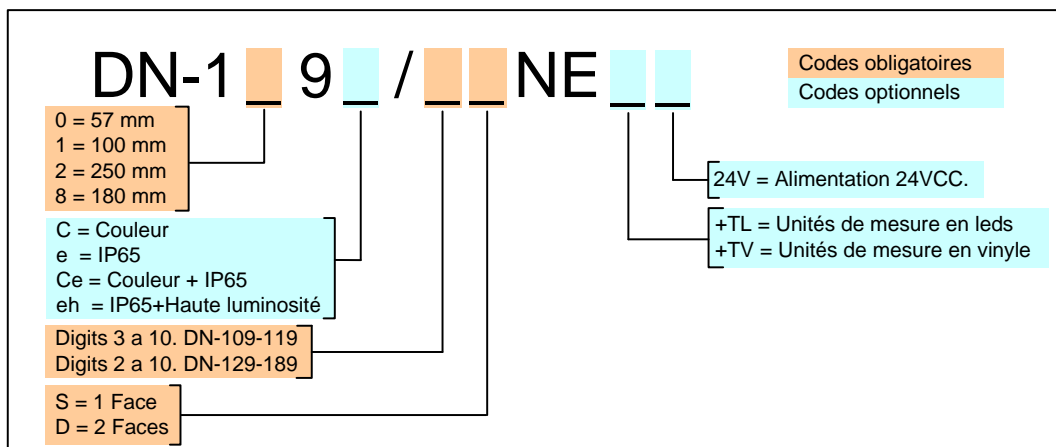 DN-1_ 9_ /_ _ NE_ _
Codes obligatoires
Codes optionnels
0 = 57 mm
1 = 100 mm
2 = 250 mm
8 = 180 mm
24V = Alimentation 24VCC.
+TL = Unités de mesure en leds
+TV = Unités de mesure en vinyle
C = Couleur
e = IP65
Ce = Couleur + IP65
eh = IP65+Haute luminosité
Digits 3 a 10. DN-109-119
Digits 2 a 10. DN-129-189
S = 1 Face
D = 2 Faces